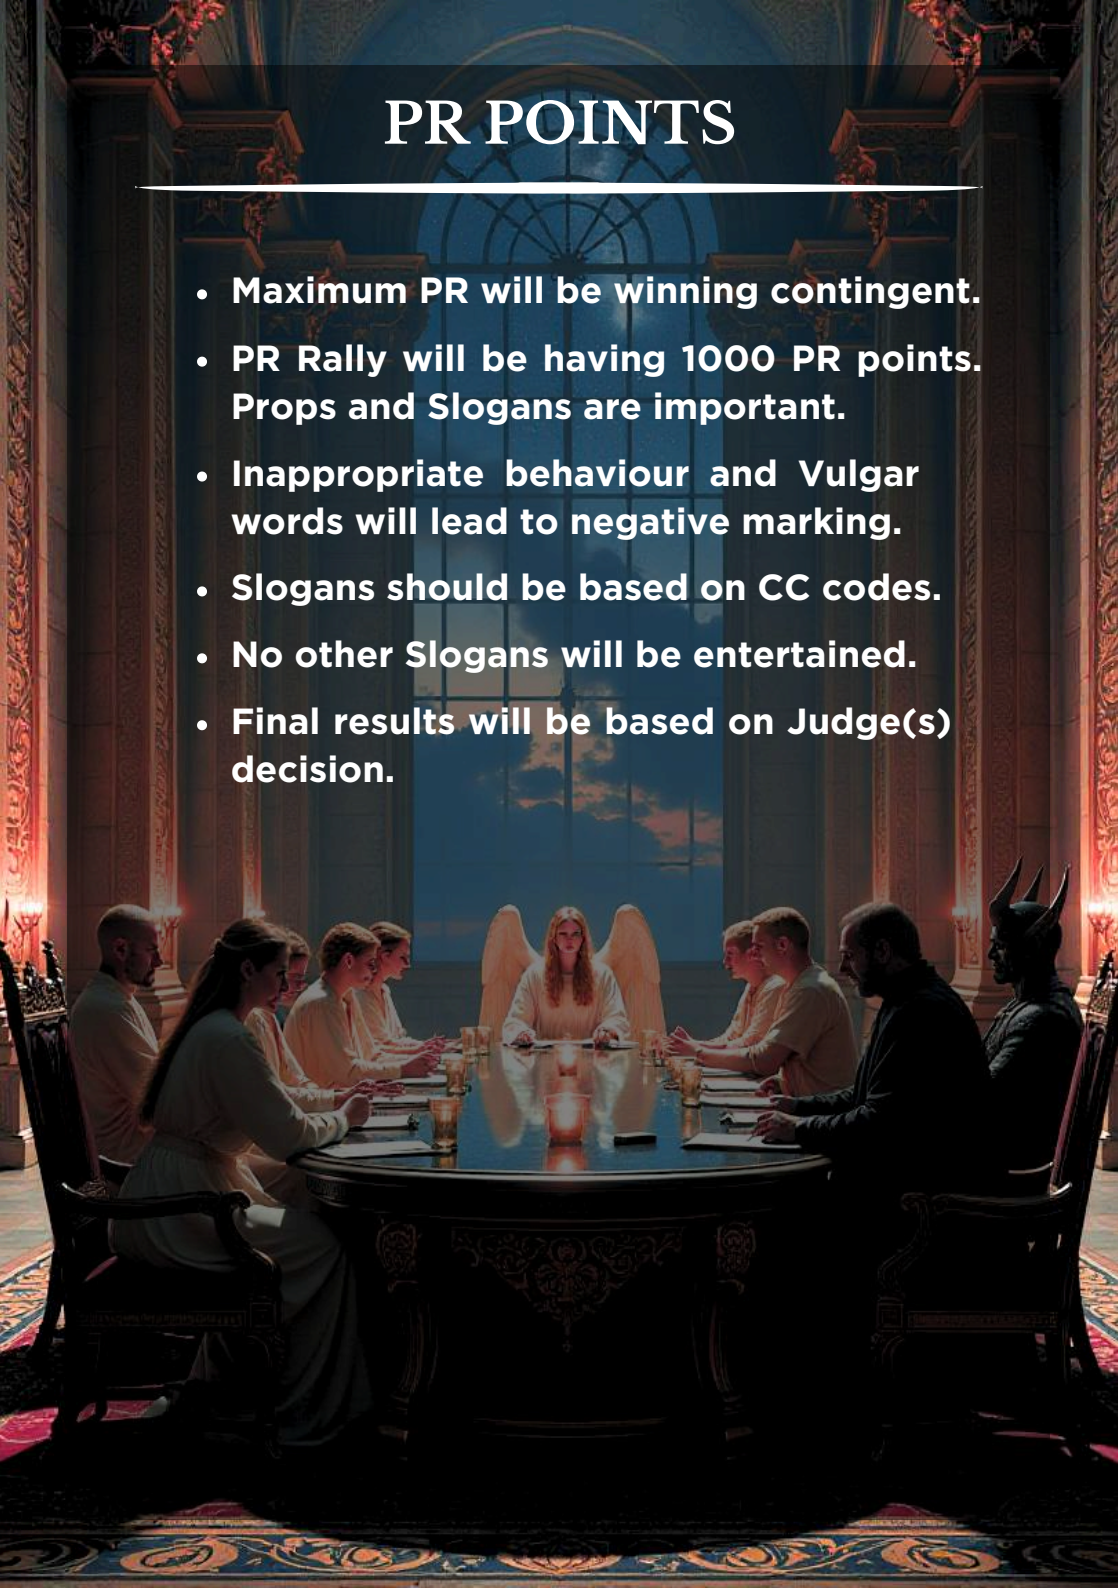 PR POINTS
• Maximum PR will be winning contingent.
• PR Rally will be having 1000 PR points.
Props and Slogans are important.
• Inappropriate behaviour and Vulgar
words will lead to negative marking.
• Slogans should be based on CC codes.
• No other Slogans will be entertained.
• Final results will be based on Judge(s)
decision.